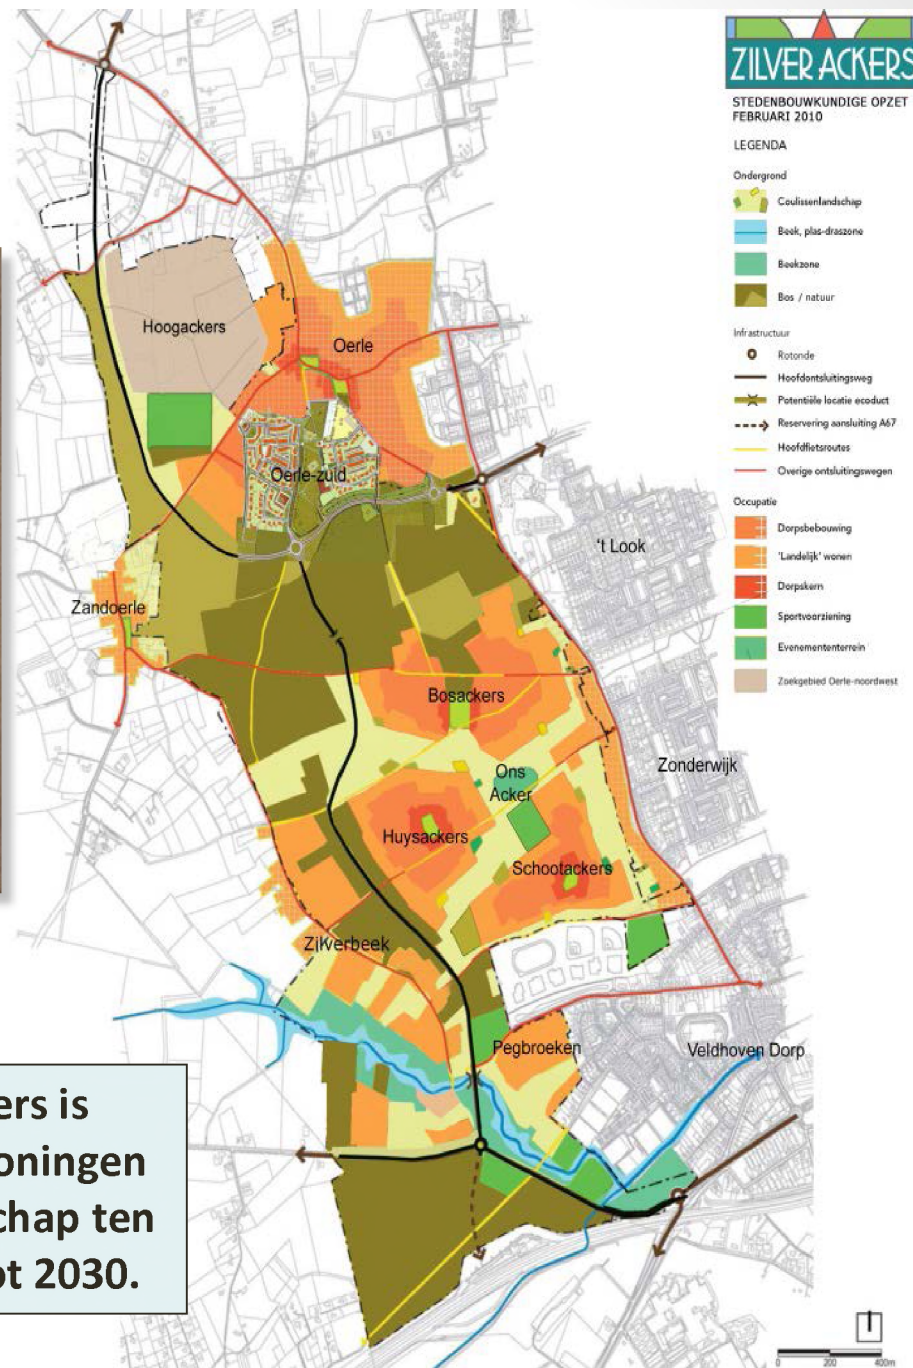 ZILVER ACKERS
STEDENBOUWKUNDIGE OPZET
FEBRUARI 2010
LEGENDA
Ondergrond
Coulissenlandschap
Beek, plas-draszone
Beekzone
Bos / natuur
Infrastructuur
Rotonde
Hoofdontsluitingsweg
Potentiële locatie ecoduct
Reservering aansluiting A67
Hoofdfietsroutes
Overige ontsluitingswegen
Occupatie
Dorpsbebouwing
'Landelijk' wonen
Dorpskern
Sportvoorziening
Evenemententerrein
Zoekgebied Oerle-noordwest
Hoogackers
Oerle
Oerle-zuid
't Look
Zandoerle
Bosackers
Zonderwijk
Ons
Acker
Huysackers
Schootackers
Zilverbeek
Pegbroeken
Veldhoven Dorp
ers is
oningen
chap ten
ot 2030.
0 200 400m